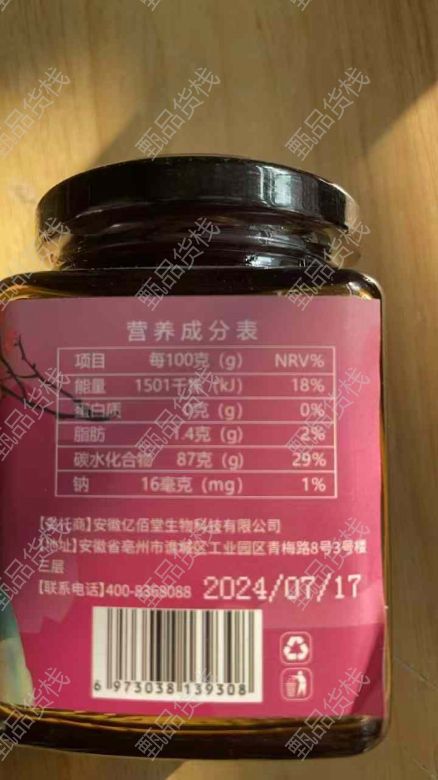 营养成分表
项目 每100克(g) NRV%
能量 1501千焦(kJ) 18%
蛋白质 0克(g) 0%
脂肪 1.4克(g) 2%
碳水化合物 87克(g) 29%
钠 16毫克(mg) 1%
【委托商】安徽亿佰堂生物科技有限公司
【地址】安徽省亳州市谯城区工业园区青梅路8号3号楼
三层
【联系电话】400-8368088 2024/07/17
6 973038 139308
甄品货栈